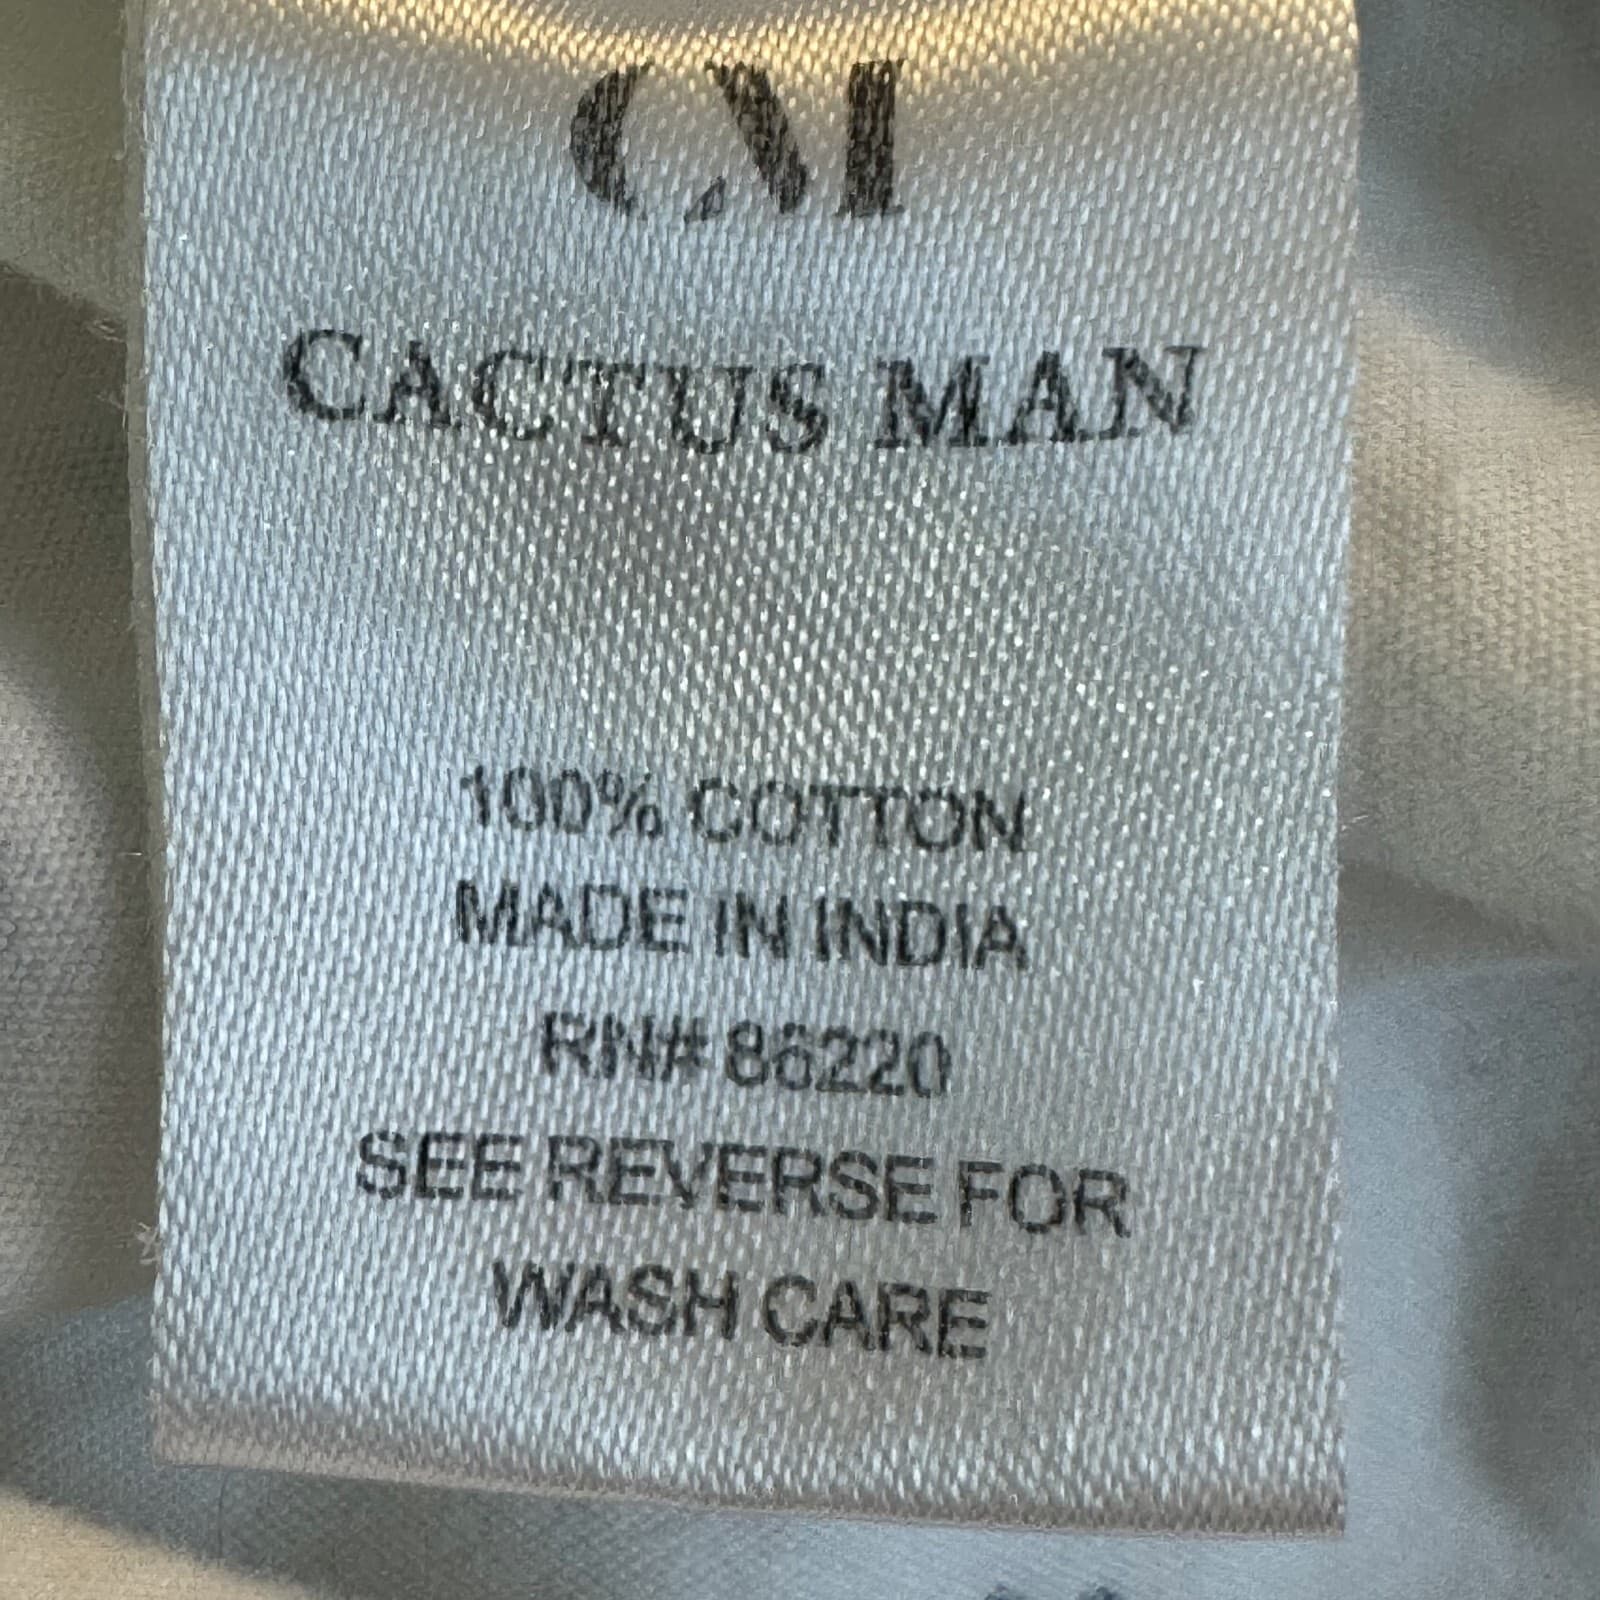 CM
CACTUS MAN
100% COTTON
MADE IN INDIA
RN# 86220
SEE REVERSE FOR
WASH CARE